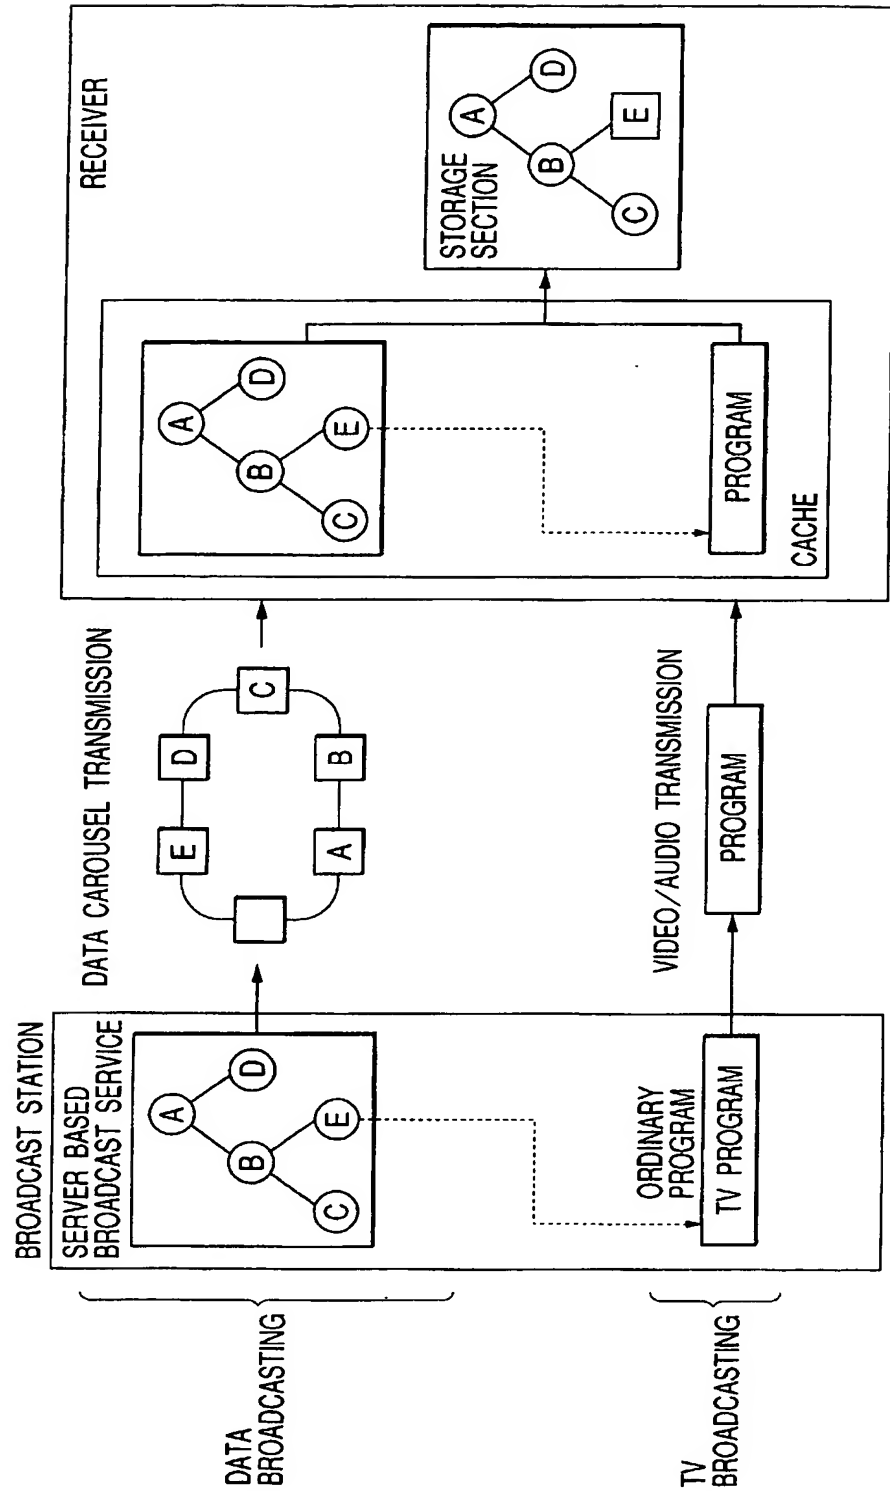 DATA
BROADCASTING
TV
BROADCASTING
BROADCAST STATION
SERVER BASED
BROADCAST SERVICE
A
B
C
D
E
ORDINARY
PROGRAM
TV PROGRAM
DATA CAROUSEL TRANSMISSION
E
D
C
A
B
VIDEO/AUDIO TRANSMISSION
PROGRAM
RECEIVER
A
B
C
D
E
PROGRAM
CACHE
STORAGE
SECTION
A
B
C
D
E